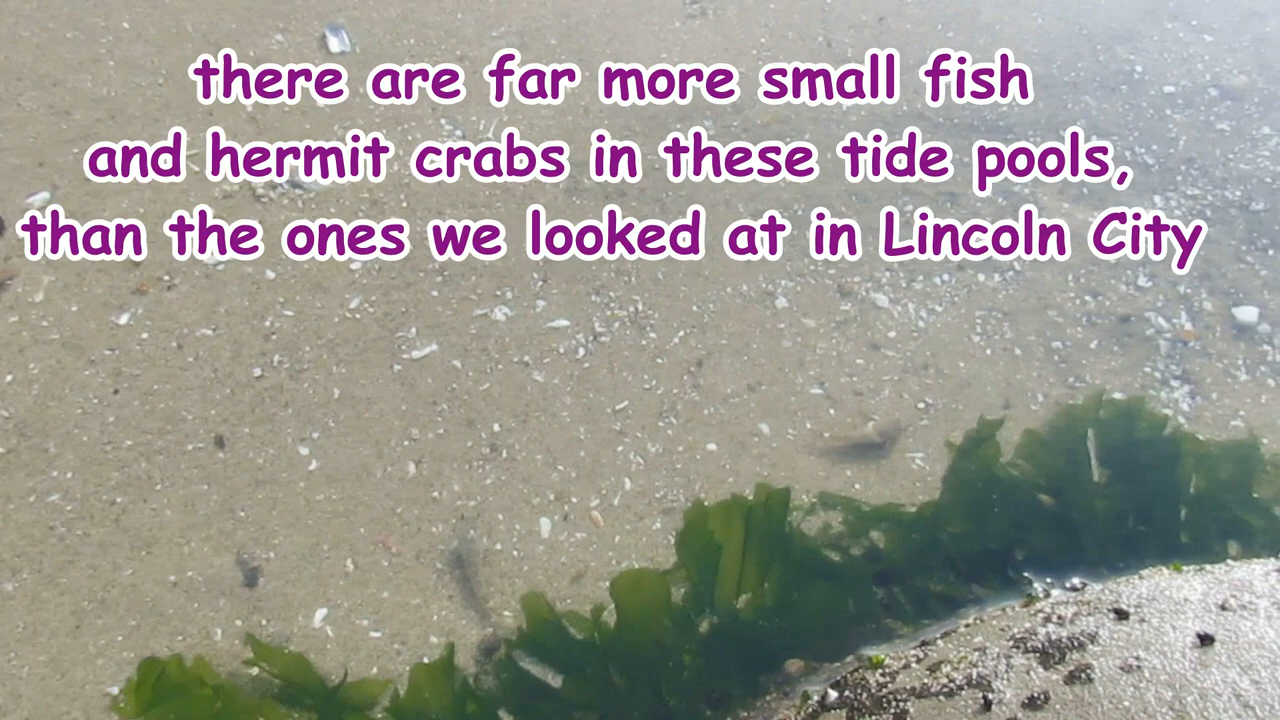 there are far more small fish
and hermit crabs in these tide pools,
than the ones we looked at in Lincoln City